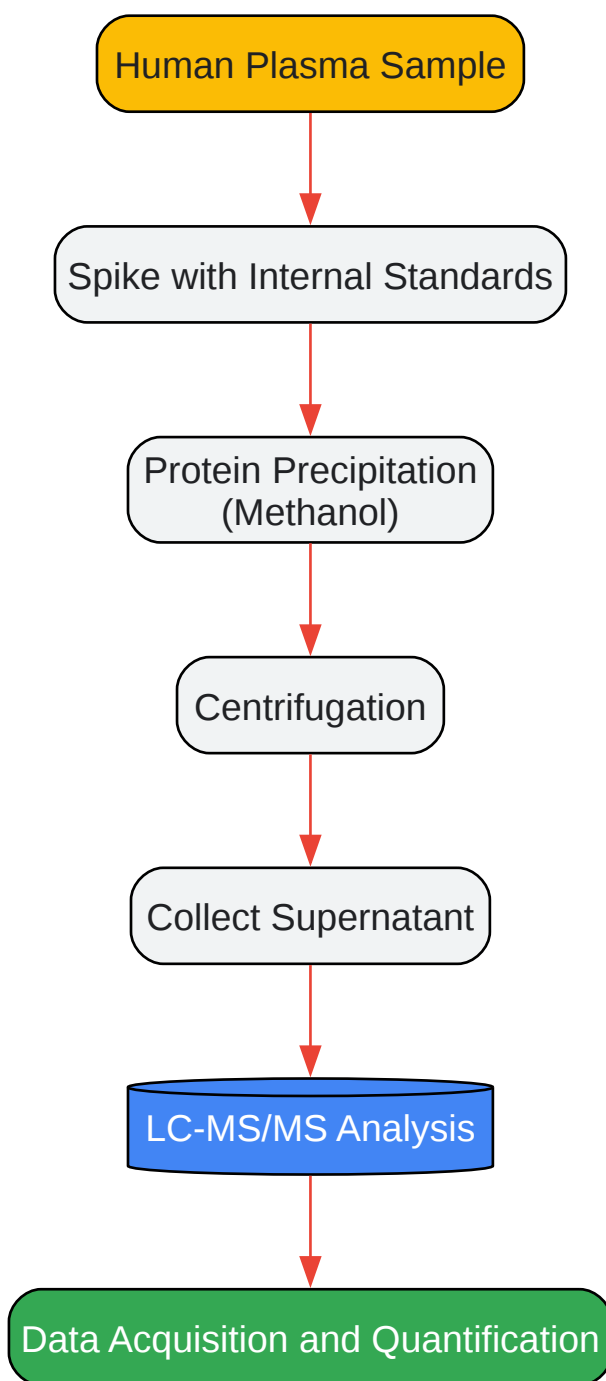 Human Plasma Sample
Spike with Internal Standards
Protein Precipitation
(Methanol)
Centrifugation
Collect Supernatant
LC-MS/MS Analysis
Data Acquisition and Quantification